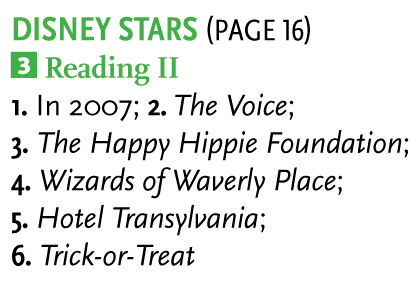 DISNEY STARS (PAGE 16)
3 Reading II
1. In 2007; 2. The Voice;
3. The Happy Hippie Foundation;
4. Wizards of Waverly Place;
5. Hotel Transylvania;
6. Trick-or-Treat